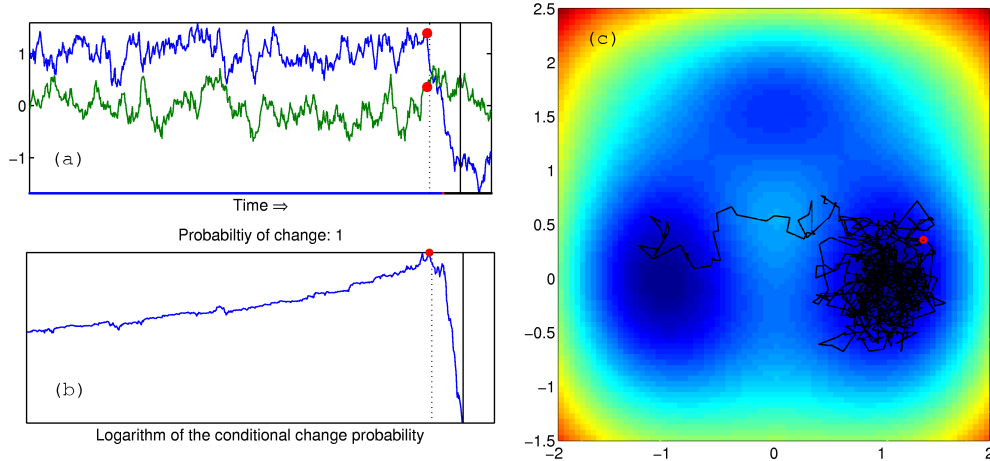 1
0
−1
(a)
Time ⇒
Probabiltiy of change: 1
(b)
Logarithm of the conditional change probability
2.5
(c)
2
1.5
1
0.5
0
−0.5
−1
−1.5
−2 −1 0 1 2